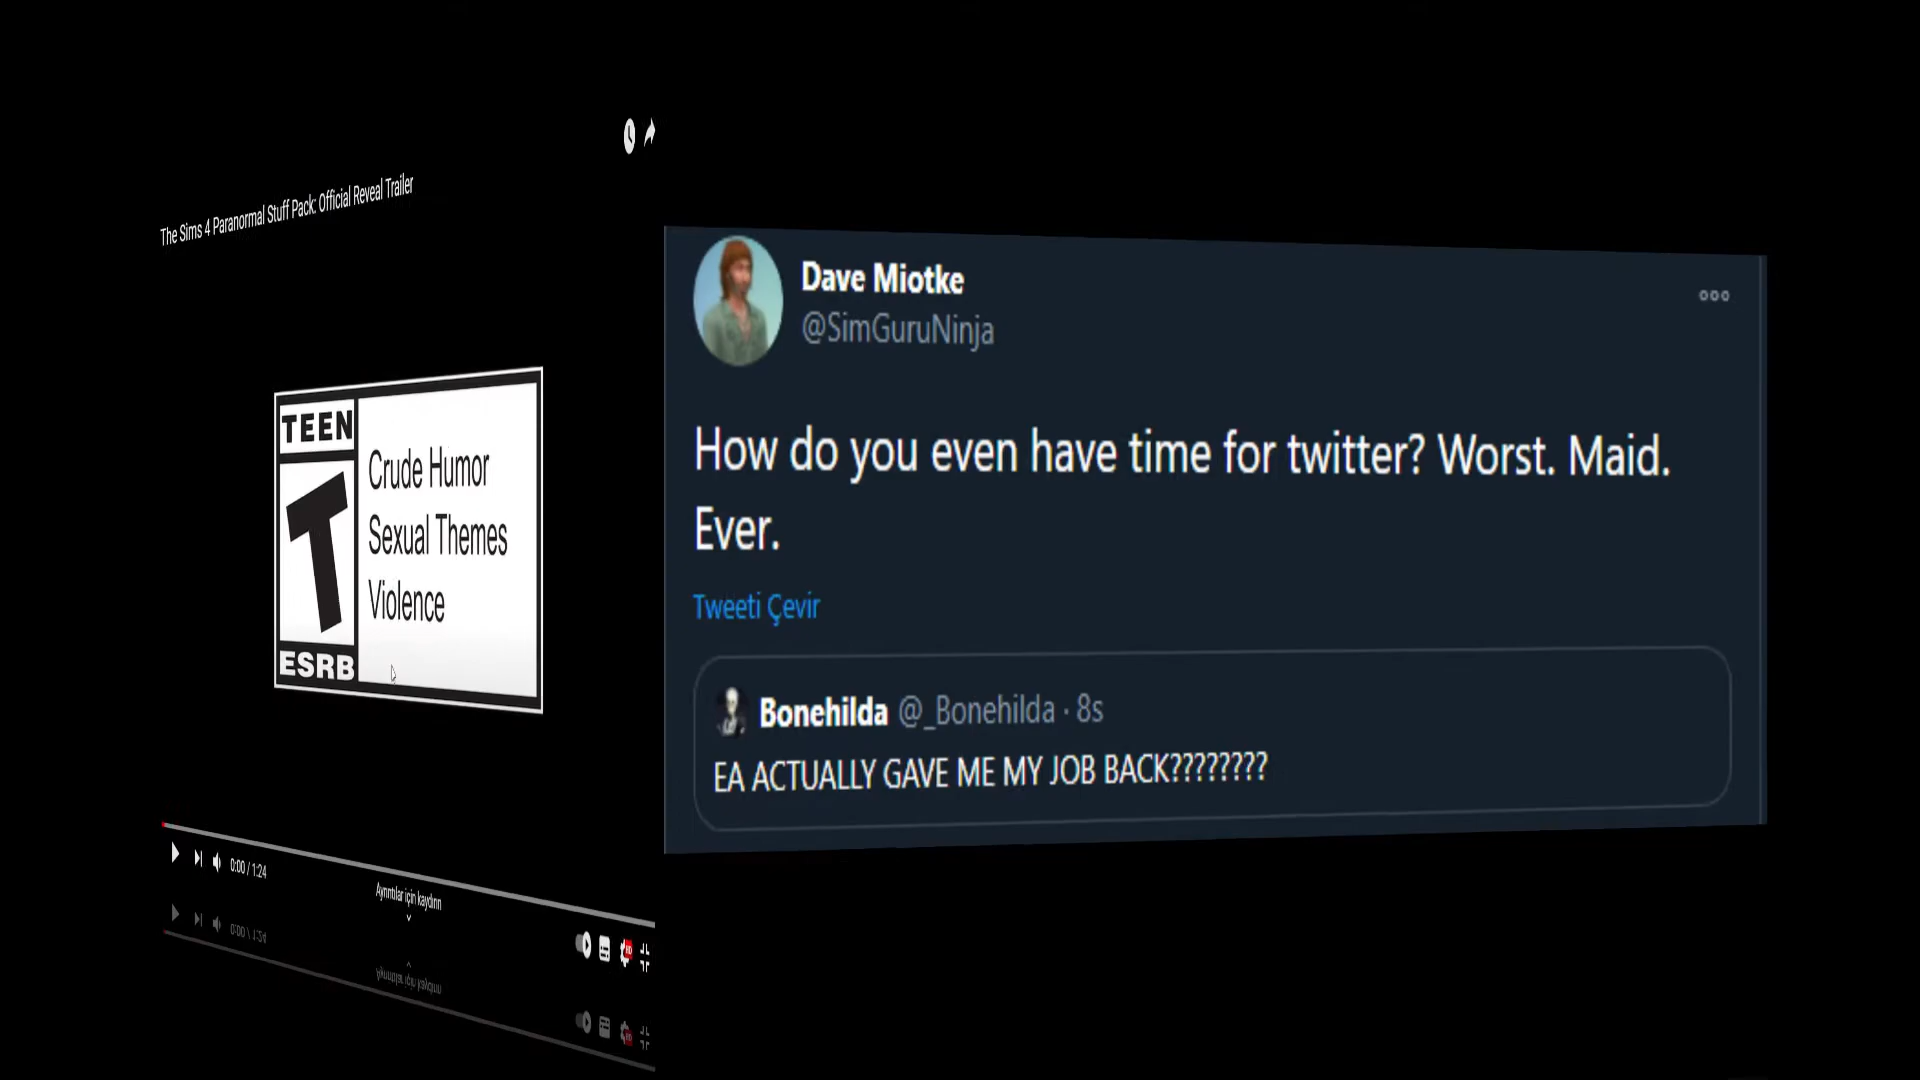 The Sims 4 Paranormal Stuff Pack: Official Reveal Trailer
TEEN
T
ESRB
Crude Humor
Sexual Themes
Violence
0:00 / 1:24
Ayrıntılar için kaydırın
HD
Dave Miotke
@SimGuruNinja
How do you even have time for twitter? Worst. Maid.
Ever.
Tweeti Çevir
Bonehilda @_Bonehilda · 8s
EA ACTUALLY GAVE ME MY JOB BACK????????